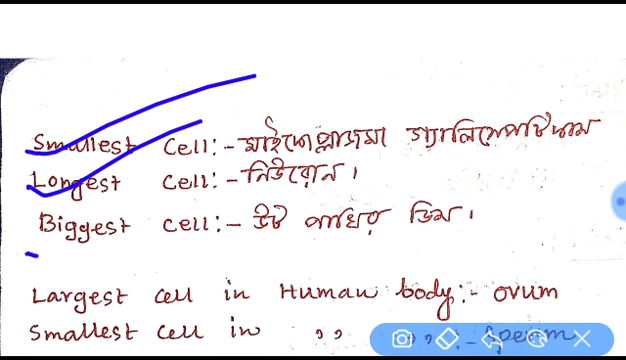 Smallest cell:- মাইকোপ্লাজমা গ্যালিসেপটিকাম
Longest cell:- নিউরোন।
Biggest cell:- উট পাখির ডিম।
Largest cell in Human body:- ovum
Smallest cell in ,, ,, :- sperm